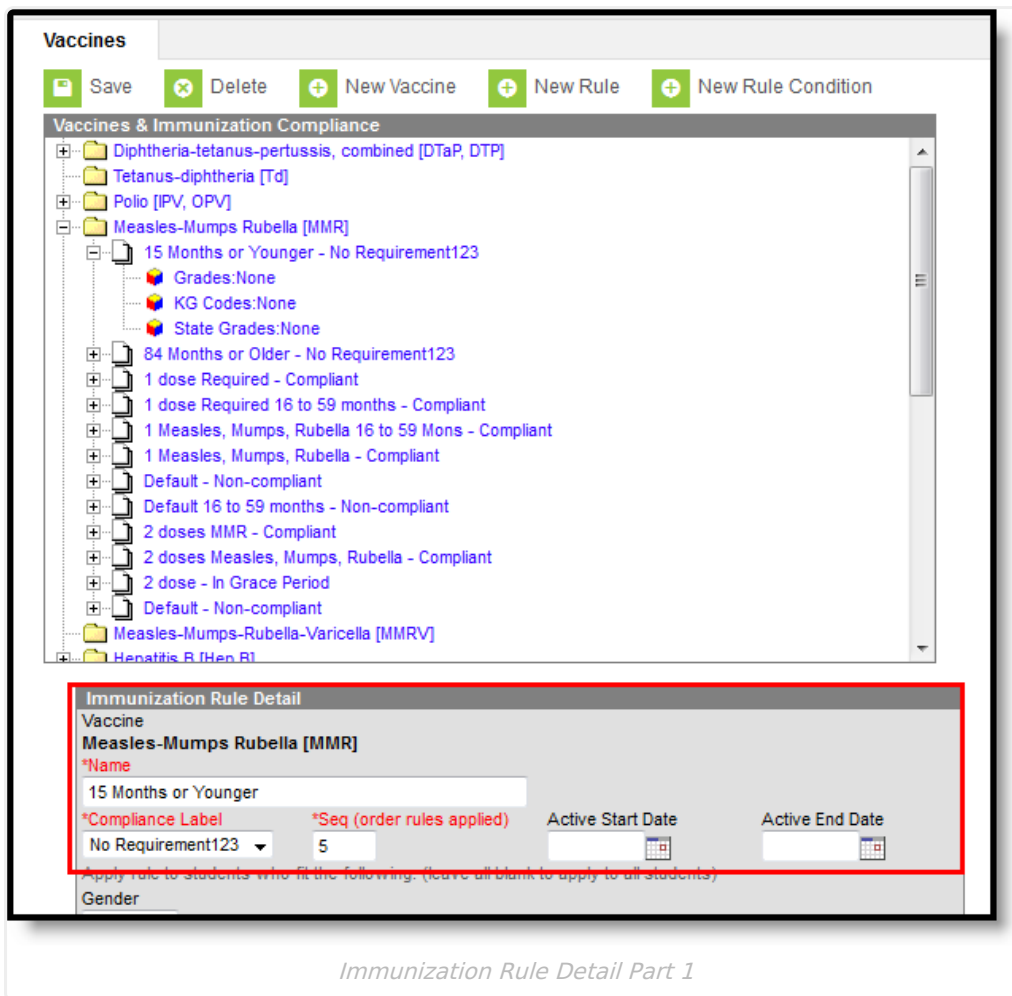 Vaccines
Save Delete New Vaccine New Rule New Rule Condition
Vaccines & Immunization Compliance
Diphtheria-tetanus-pertussis, combined [DTaP, DTP]
Tetanus-diphtheria [Td]
Polio [IPV, OPV]
Measles-Mumps Rubella [MMR]
15 Months or Younger - No Requirement123
Grades:None
KG Codes:None
State Grades:None
84 Months or Older - No Requirement123
1 dose Required - Compliant
1 dose Required 16 to 59 months - Compliant
1 Measles, Mumps, Rubella 16 to 59 Mons - Compliant
1 Measles, Mumps, Rubella - Compliant
Default - Non-compliant
Default 16 to 59 months - Non-compliant
2 doses MMR - Compliant
2 doses Measles, Mumps, Rubella - Compliant
2 dose - In Grace Period
Default - Non-compliant
Measles-Mumps-Rubella-Varicella [MMRV]
Hepatitis B [Hep B]
Immunization Rule Detail
Vaccine
Measles-Mumps Rubella [MMR]
*Name
15 Months or Younger
*Compliance Label *Seq (order rules applied) Active Start Date Active End Date
No Requirement123 5
Apply rule to students who fit the following: (leave all blank to apply to all students)
Gender
Immunization Rule Detail Part 1